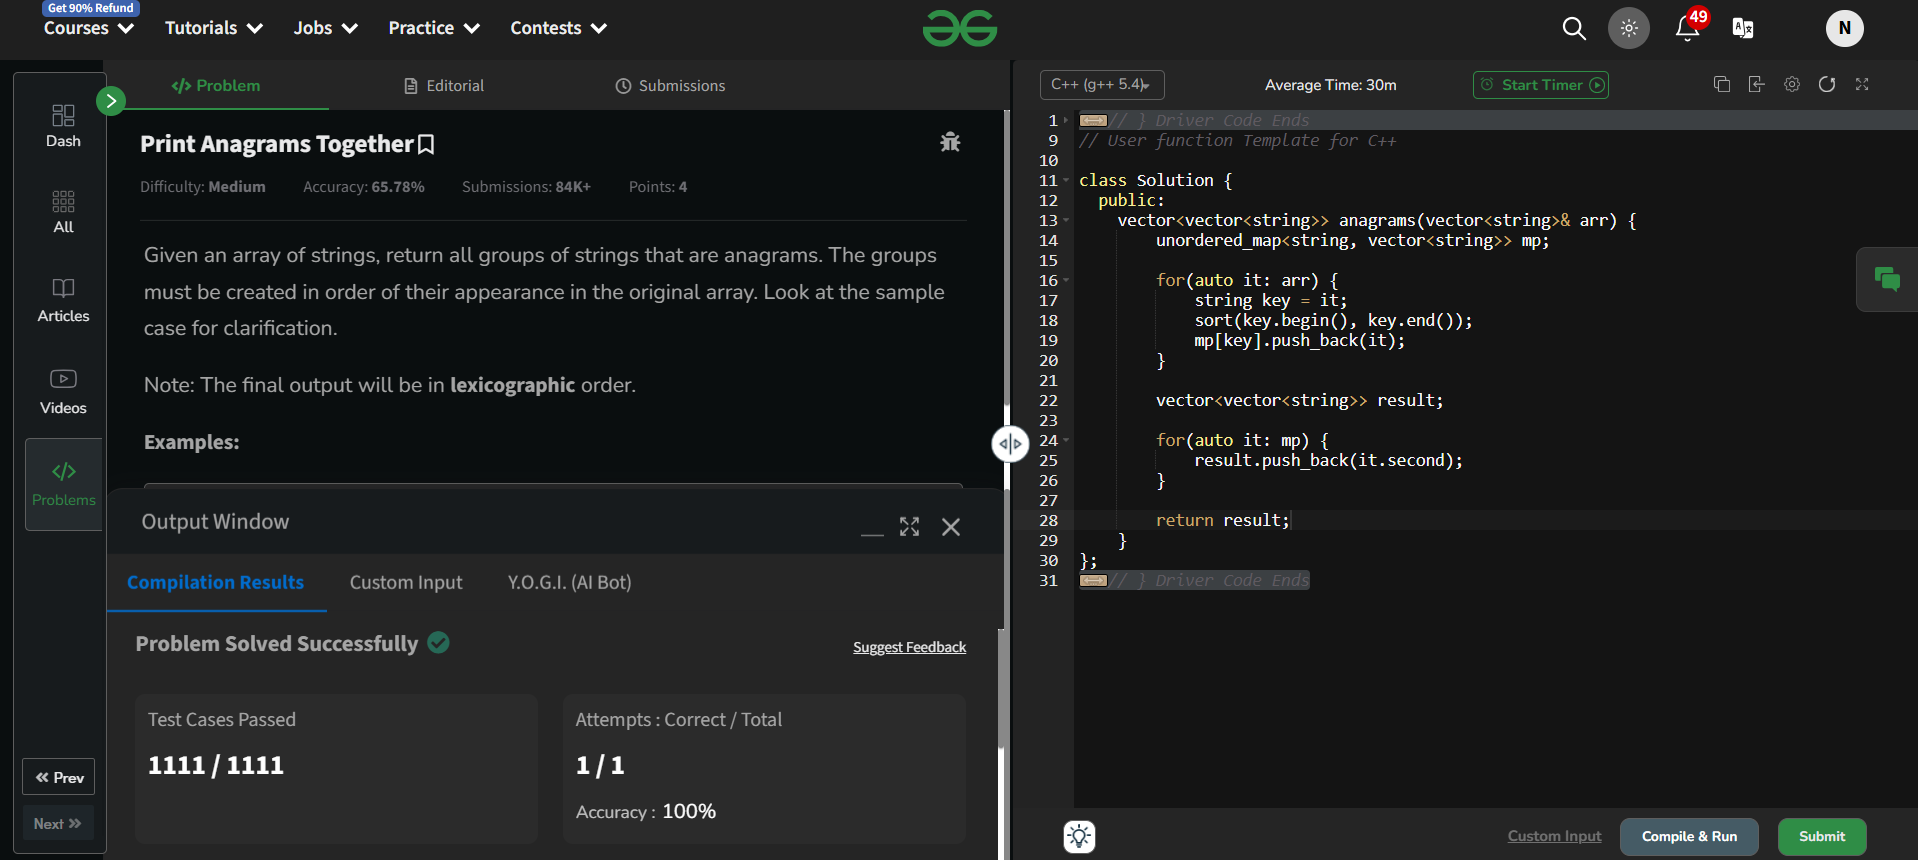 Get 90% Refund
Courses
Tutorials
Jobs
Practice
Contests
49
N
Dash
All
Articles
Videos
Problems
Prev
Next
Problem
Editorial
Submissions
Print Anagrams Together
Difficulty: Medium
Accuracy: 65.78%
Submissions: 84K+
Points: 4
Given an array of strings, return all groups of strings that are anagrams. The groups
must be created in order of their appearance in the original array. Look at the sample
case for clarification.
Note: The final output will be in lexicographic order.
Examples:
Output Window
Compilation Results
Custom Input
Y.O.G.I. (AI Bot)
Problem Solved Successfully
Suggest Feedback
Test Cases Passed
1111 / 1111
Attempts : Correct / Total
1 / 1
Accuracy : 100%
C++ (g++ 5.4)
Average Time: 30m
Start Timer
1 // } Driver Code Ends
9 // User function Template for C++
10
11 class Solution {
12   public:
13     vector<vector<string>> anagrams(vector<string>& arr) {
14         unordered_map<string, vector<string>> mp;
15
16         for(auto it: arr) {
17             string key = it;
18             sort(key.begin(), key.end());
19             mp[key].push_back(it);
20         }
21
22         vector<vector<string>> result;
23
24         for(auto it: mp) {
25             result.push_back(it.second);
26         }
27
28         return result;
29     }
30 };
31 // } Driver Code Ends
Custom Input
Compile & Run
Submit